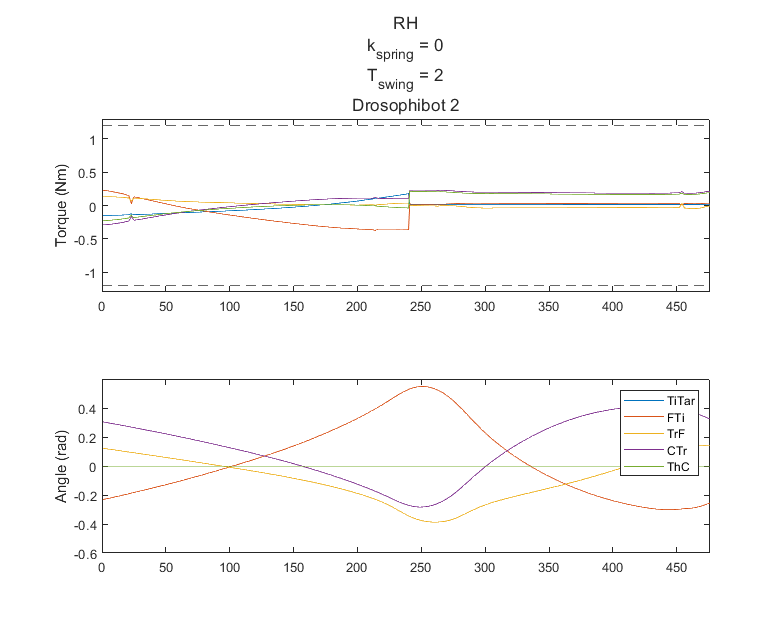 RH
k_spring = 0
T_swing = 2
Drosophibot 2
Torque (Nm)
1
0.5
0
-0.5
-1
0 50 100 150 200 250 300 350 400 450
Angle (rad)
0.4
0.2
0
-0.2
-0.4
-0.6
TiTar
FTi
TrF
CTr
ThC
0 50 100 150 200 250 300 350 400 450